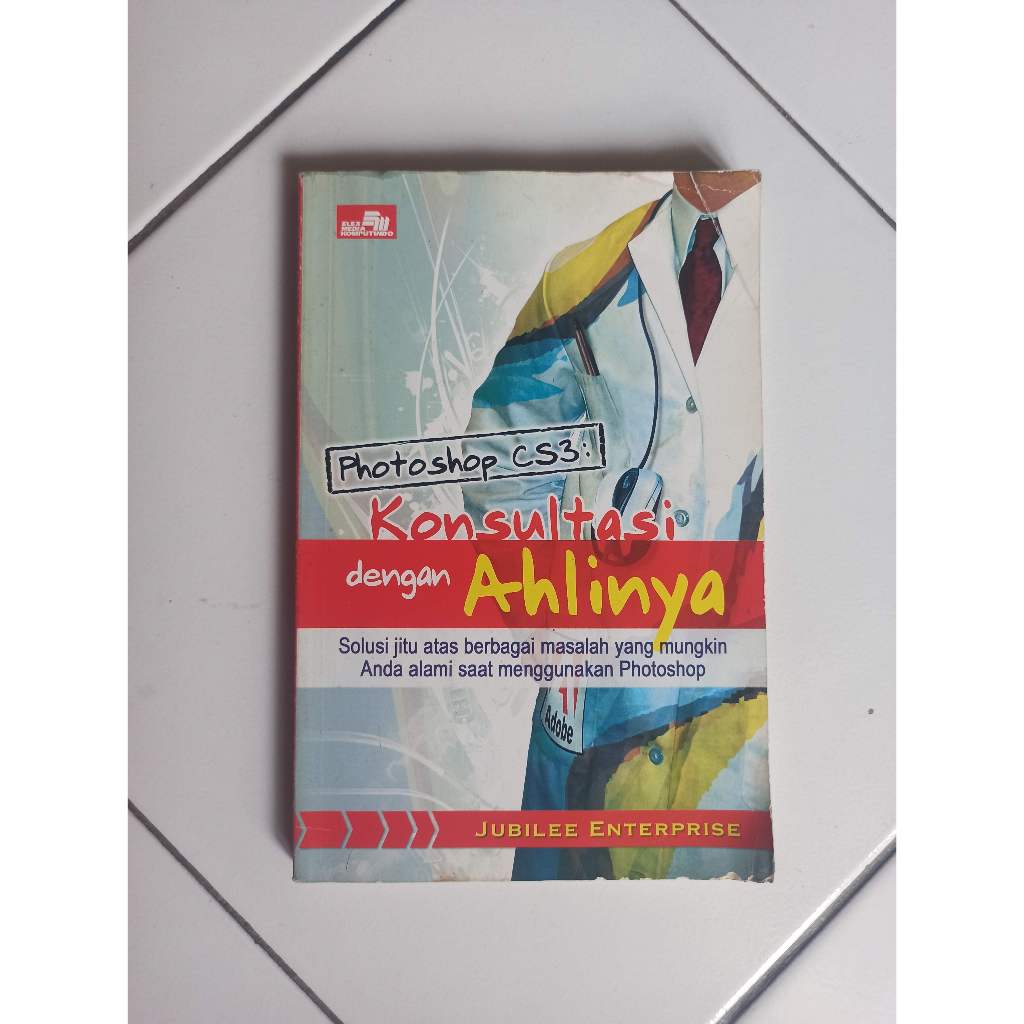 ELEX
MEDIA
KOMPUTINDO
Photoshop CS3:
Konsultasi
dengan Ahlinya
Solusi jitu atas berbagai masalah yang mungkin
Anda alami saat menggunakan Photoshop
Adobe
JUBILEE ENTERPRISE